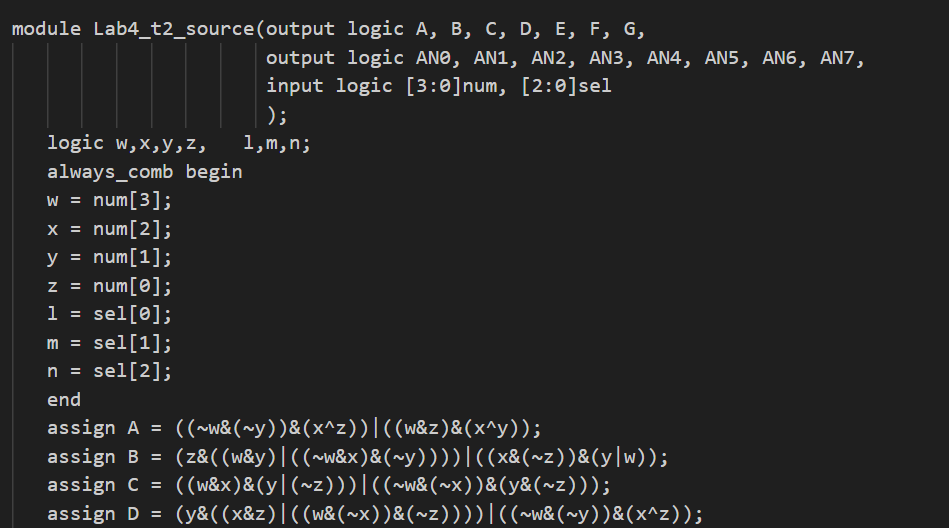 module Lab4_t2_source(output logic A, B, C, D, E, F, G,
output logic AN0, AN1, AN2, AN3, AN4, AN5, AN6, AN7,
input logic [3:0]num, [2:0]sel
);
logic w,x,y,z,   l,m,n;
always_comb begin
w = num[3];
x = num[2];
y = num[1];
z = num[0];
l = sel[0];
m = sel[1];
n = sel[2];
end
assign A = ((~w&(~y))&(x^z))|((w&z)&(x^y));
assign B = (z&((w&y)|((~w&x)&(~y))))|((x&(~z))&(y|w));
assign C = ((w&x)&(y|(~z)))|((~w&(~x))&(y&(~z)));
assign D = (y&((x&z)|((w&(~x))&(~z))))|((~w&(~y))&(x^z));